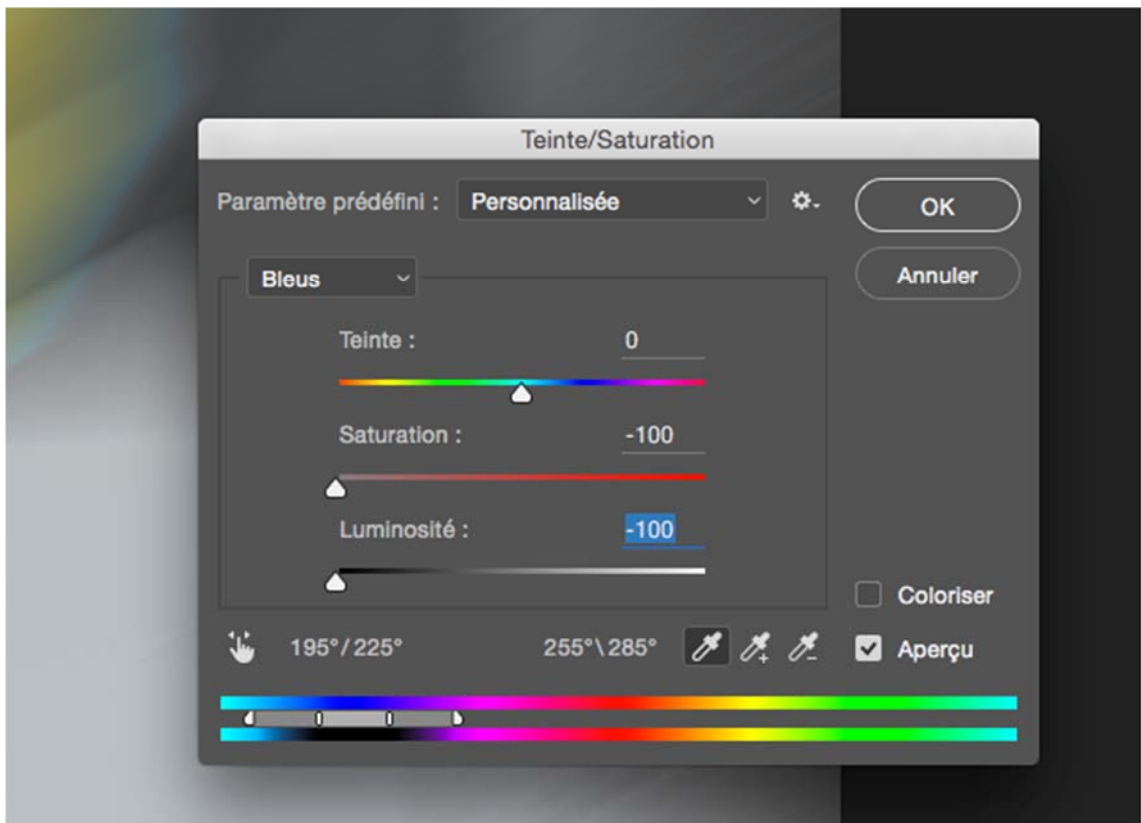 Teinte/Saturation
Paramètre prédéfini : Personnalisée
OK
Annuler
Bleus
Teinte : 0
Saturation : -100
Luminosité : -100
Coloriser
195°/225° 255°\285°
Aperçu